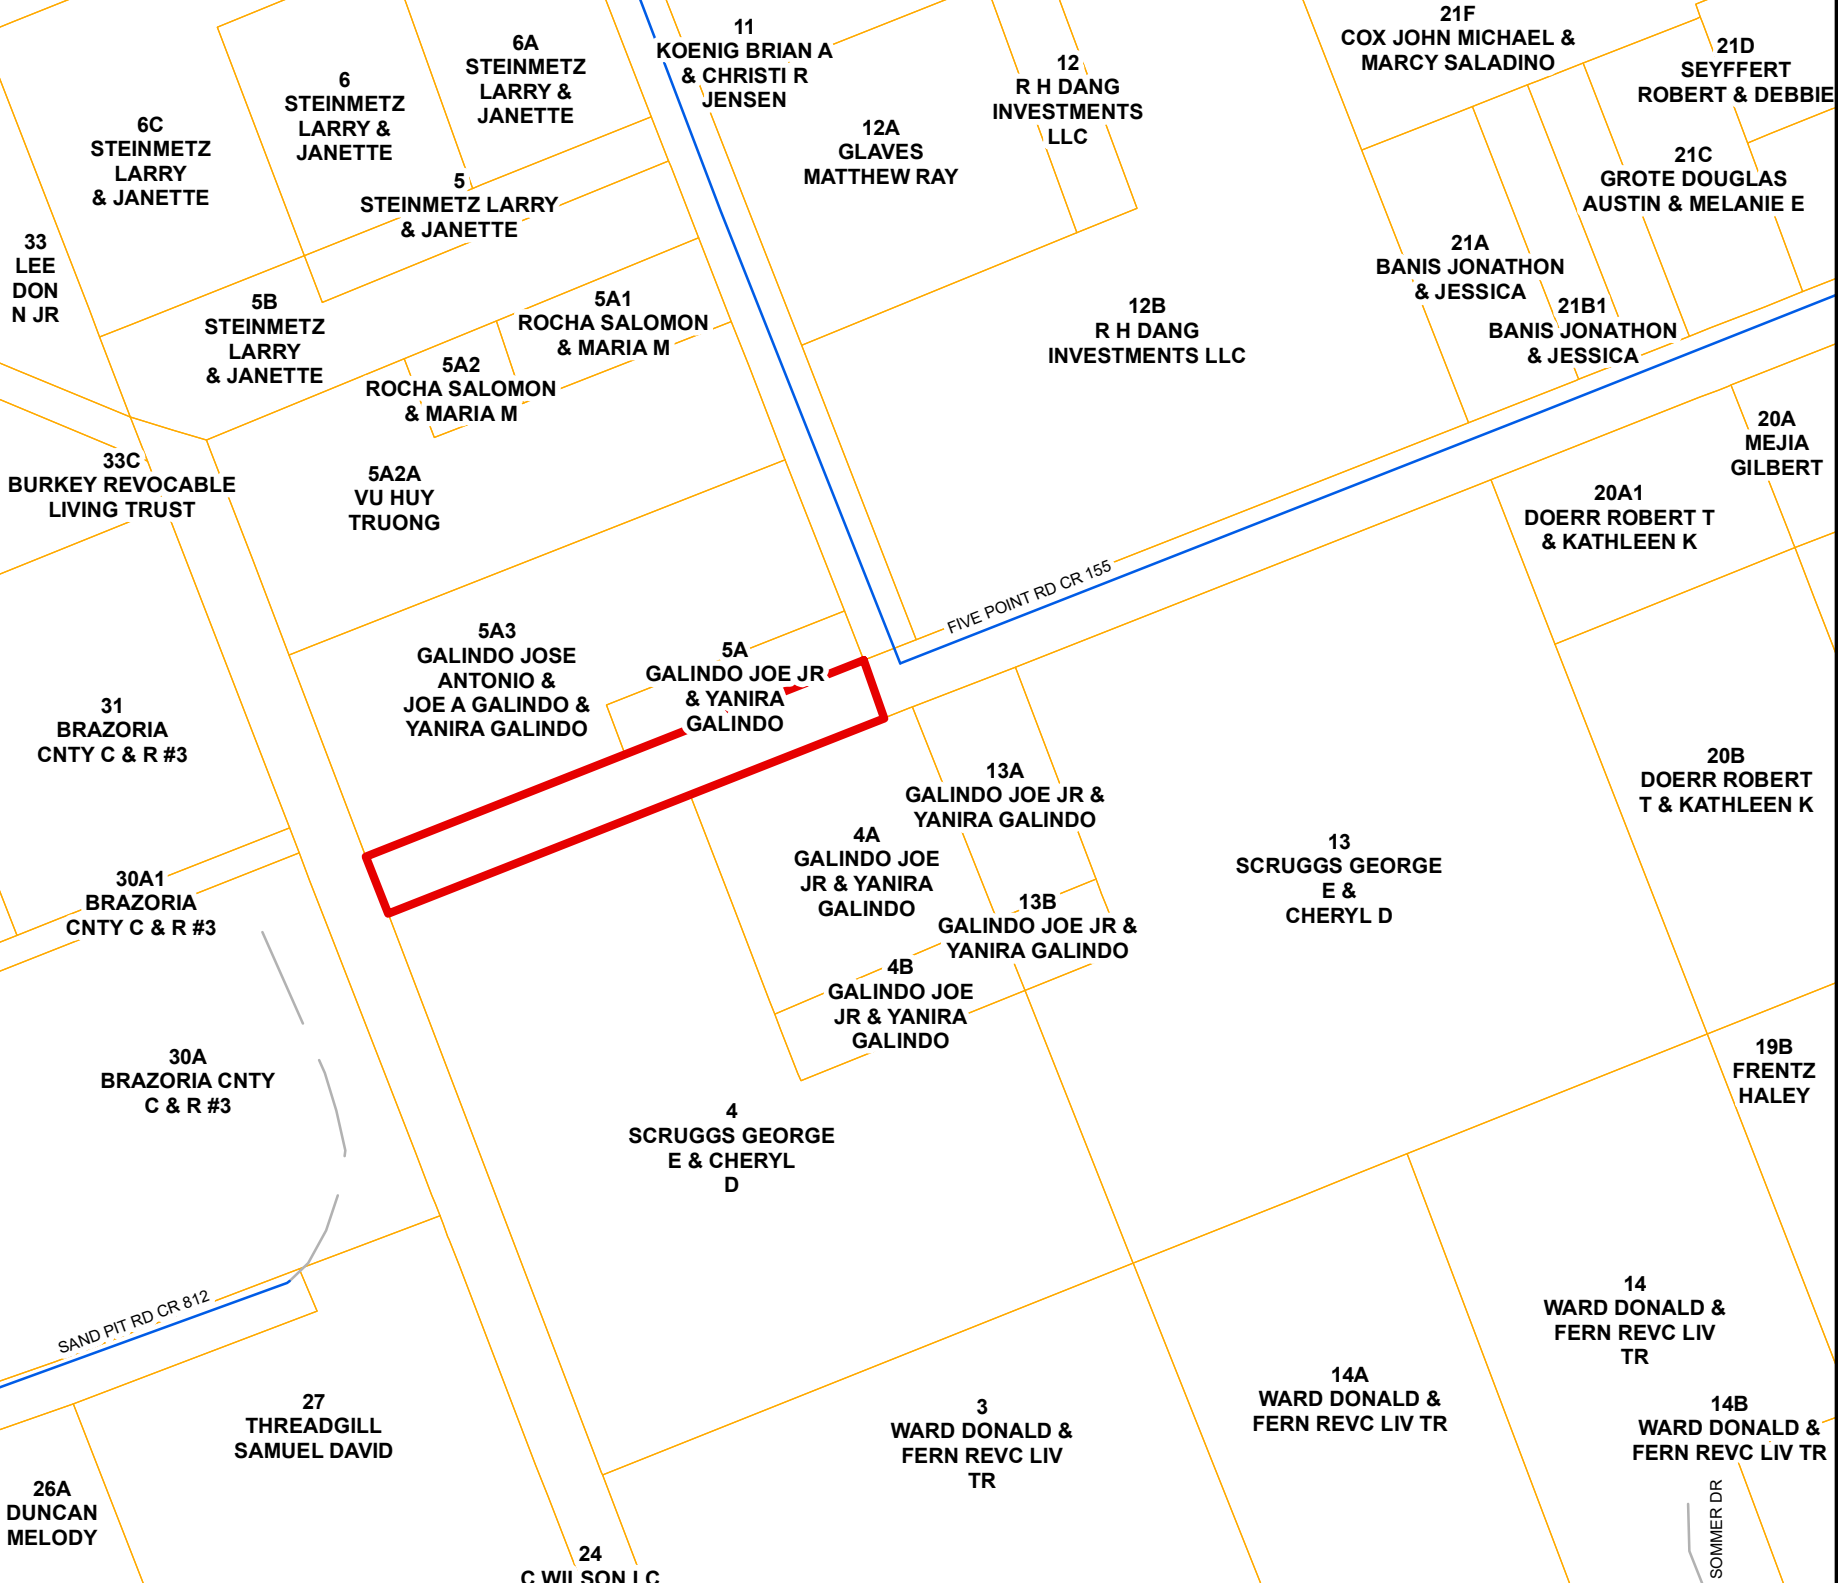 11
KOENIG BRIAN A
& CHRISTI R
JENSEN
21F
COX JOHN MICHAEL &
MARCY SALADINO
6A
STEINMETZ
LARRY &
JANETTE
21D
SEYFFERT
ROBERT & DEBBIE
12
R H DANG
INVESTMENTS
LLC
6
STEINMETZ
LARRY &
JANETTE
6C
STEINMETZ
LARRY
& JANETTE
12A
GLAVES
MATTHEW RAY
21C
GROTE DOUGLAS
AUSTIN & MELANIE E
5
STEINMETZ LARRY
& JANETTE
33
LEE
DON
N JR
21A
BANIS JONATHON
& JESSICA
5B
STEINMETZ
LARRY
& JANETTE
5A1
ROCHA SALOMON
& MARIA M
12B
R H DANG
INVESTMENTS LLC
21B1
BANIS JONATHON
& JESSICA
5A2
ROCHA SALOMON
& MARIA M
20A
MEJIA
GILBERT
33C
BURKEY REVOCABLE
LIVING TRUST
5A2A
VU HUY
TRUONG
20A1
DOERR ROBERT T
& KATHLEEN K
FIVE POINT RD CR 155
5A3
GALINDO JOSE
ANTONIO &
JOE A GALINDO &
YANIRA GALINDO
5A
GALINDO JOE JR
& YANIRA
GALINDO
31
BRAZORIA
CNTY C & R #3
13A
GALINDO JOE JR &
YANIRA GALINDO
20B
DOERR ROBERT
T & KATHLEEN K
4A
GALINDO JOE
JR & YANIRA
GALINDO
13
SCRUGGS GEORGE
E &
CHERYL D
30A1
BRAZORIA
CNTY C & R #3
13B
GALINDO JOE JR &
YANIRA GALINDO
4B
GALINDO JOE
JR & YANIRA
GALINDO
30A
BRAZORIA CNTY
C & R #3
19B
FRENTZ
HALEY
4
SCRUGGS GEORGE
E & CHERYL
D
SAND PIT RD CR 812
14
WARD DONALD &
FERN REVC LIV
TR
27
THREADGILL
SAMUEL DAVID
3
WARD DONALD &
FERN REVC LIV
TR
14A
WARD DONALD &
FERN REVC LIV TR
14B
WARD DONALD &
FERN REVC LIV TR
26A
DUNCAN
MELODY
SOMMER DR
24
C WILSON LC